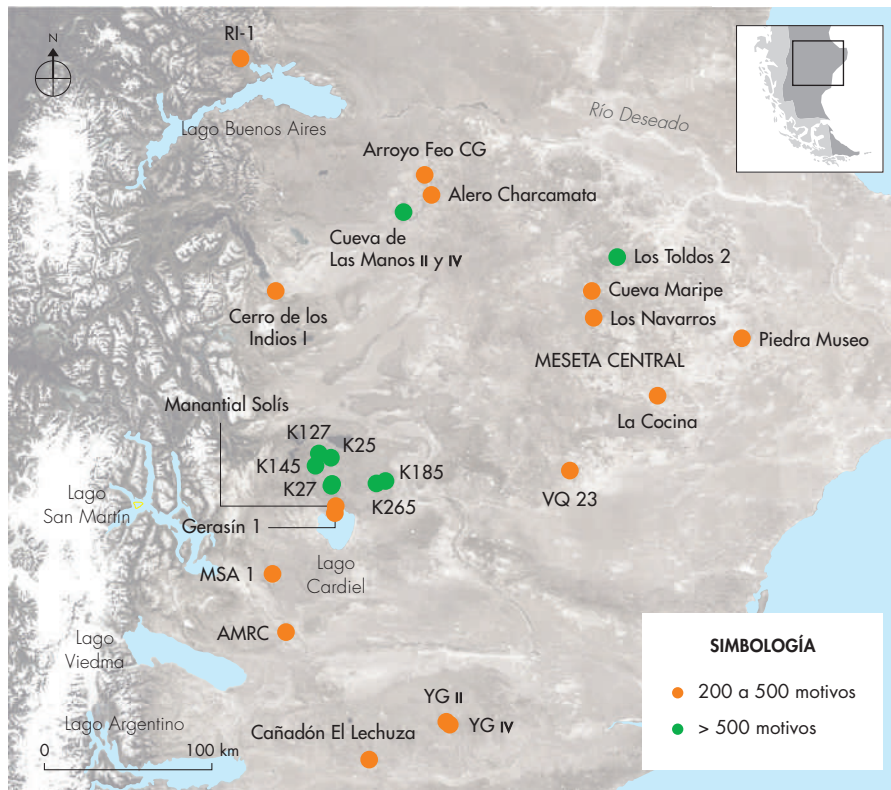 RI-1
N
Lago Buenos Aires
Río Deseado
Arroyo Feo CG
Alero Charcamata
Cueva de
Las Manos II y IV
Los Toldos 2
Cueva Maripe
Cerro de los
Indios I
Los Navarros
Piedra Museo
MESETA CENTRAL
Manantial Solís
La Cocina
K127
K25
K145
K185
K27
K265
VQ 23
Lago
San Martín
Gerasín 1
Lago
Cardiel
MSA 1
AMRC
Lago
Viedma
SIMBOLOGÍA
200 a 500 motivos
> 500 motivos
YG II
YG IV
Lago Argentino
Cañadón El Lechuza
0
100 km